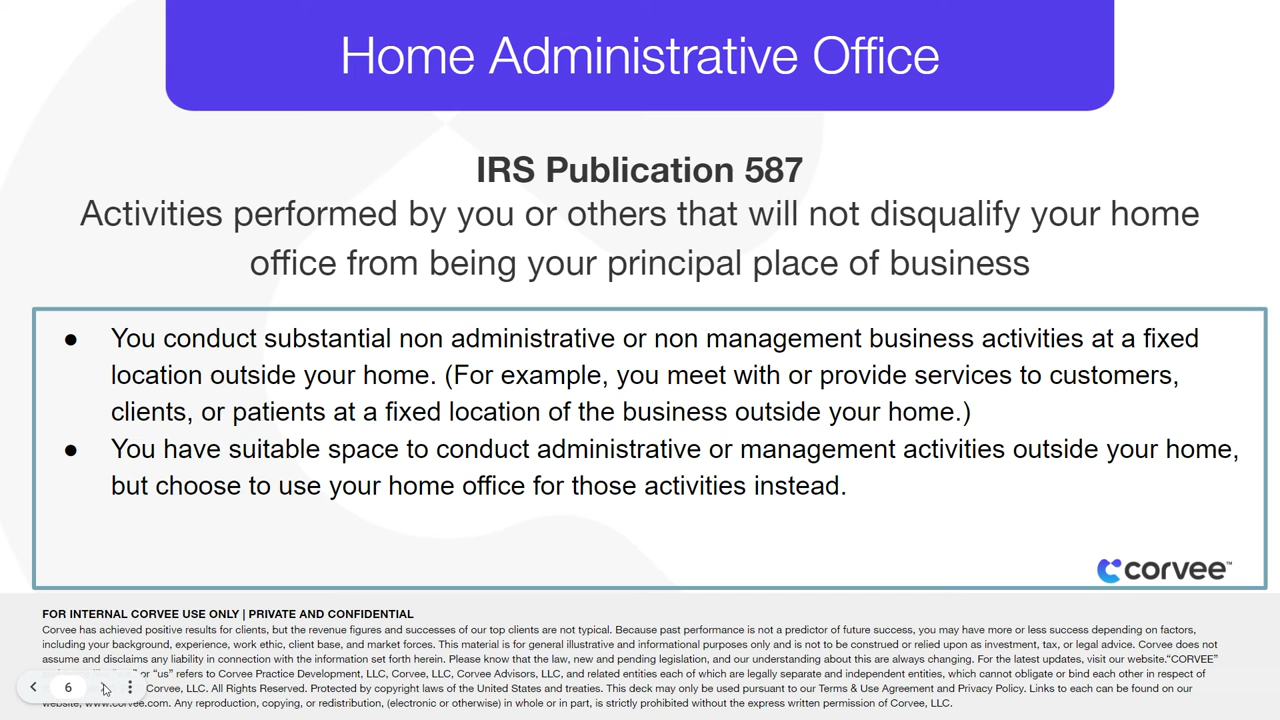 Home Administrative Office
IRS Publication 587
Activities performed by you or others that will not disqualify your home
office from being your principal place of business
● You conduct substantial non administrative or non management business activities at a fixed
location outside your home. (For example, you meet with or provide services to customers,
clients, or patients at a fixed location of the business outside your home.)
● You have suitable space to conduct administrative or management activities outside your home,
but choose to use your home office for those activities instead.
corvee™
FOR INTERNAL CORVEE USE ONLY | PRIVATE AND CONFIDENTIAL
Corvee has achieved positive results for clients, but the revenue figures and successes of our top clients are not typical. Because past performance is not a predictor of future success, you may have more or less success depending on factors,
including your background, experience, work ethic, client base, and market forces. This material is for general illustrative and informational purposes only and is not to be construed or relied upon as investment, tax, or legal advice. Corvee does not
assume and disclaims any liability in connection with the information set forth herein. Please know that the law, new and pending legislation, and our understanding about this are always changing. For the latest updates, visit our website.“CORVEE”
or “us” refers to Corvee Practice Development, LLC, Corvee, LLC, Corvee Advisors, LLC, and related entities each of which are legally separate and independent entities, which cannot obligate or bind each other in respect of
6
Corvee, LLC. All Rights Reserved. Protected by copyright laws of the United States and treaties. This deck may only be used pursuant to our Terms & Use Agreement and Privacy Policy. Links to each can be found on our
website, www.corvee.com. Any reproduction, copying, or redistribution, (electronic or otherwise) in whole or in part, is strictly prohibited without the express written permission of Corvee, LLC.